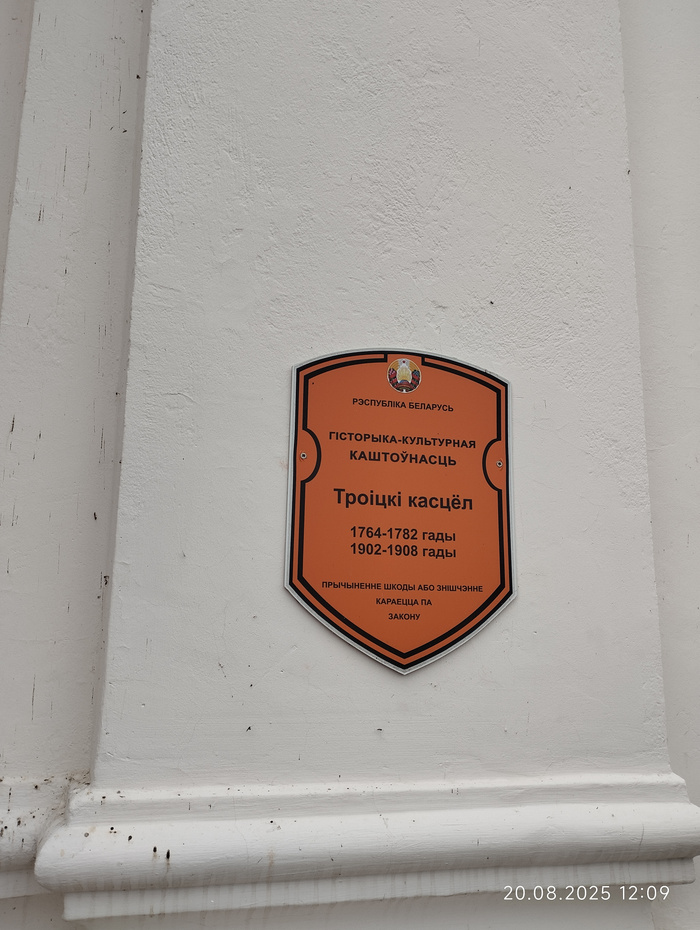 РЭСПУБЛІКА БЕЛАРУСЬ
ГІСТОРЫКА-КУЛЬТУРНАЯ
КАШТОЎНАСЦЬ
Троіцкі касцёл
1764-1782 гады
1902-1908 гады
ПРЫЧЫНЕННЕ ШКОДЫ АБО ЗНІШЧЭННЕ
КАРАЕЦЦА ПА
ЗАКОНУ
20.08.2025 12:09